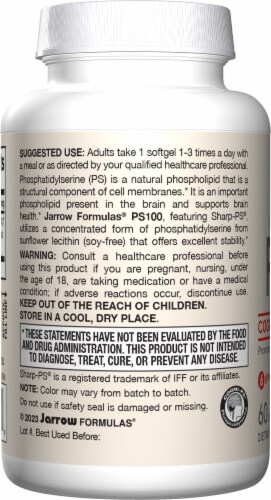 SUGGESTED USE: Adults take 1 softgel 1-3 times a day with
a meal or as directed by your qualified healthcare professional.
Phosphatidylserine (PS) is a natural phospholipid that is a
structural component of cell membranes.* It is an important
phospholipid present in the brain and supports brain
health.* Jarrow Formulas® PS100, featuring Sharp-PS®,
utilizes a concentrated form of phosphatidylserine from
sunflower lecithin (soy-free) that offers excellent stability.*
WARNING: Consult a healthcare professional before
using this product if you are pregnant, nursing, under
the age of 18, are taking medication or have a medical
condition; if adverse reactions occur, discontinue use.
KEEP OUT OF THE REACH OF CHILDREN.
STORE IN A COOL, DRY PLACE.
*THESE STATEMENTS HAVE NOT BEEN EVALUATED BY THE FOOD
AND DRUG ADMINISTRATION. THIS PRODUCT IS NOT INTENDED
TO DIAGNOSE, TREAT, CURE, OR PREVENT ANY DISEASE.
Sharp-PS® is a registered trademark of IFF or its affiliates.
NOTE: Color may vary from batch to batch.
Do not use if safety seal is damaged or missing.
© 2023 Jarrow FORMULAS®
Lot #, Best Used Before:
60